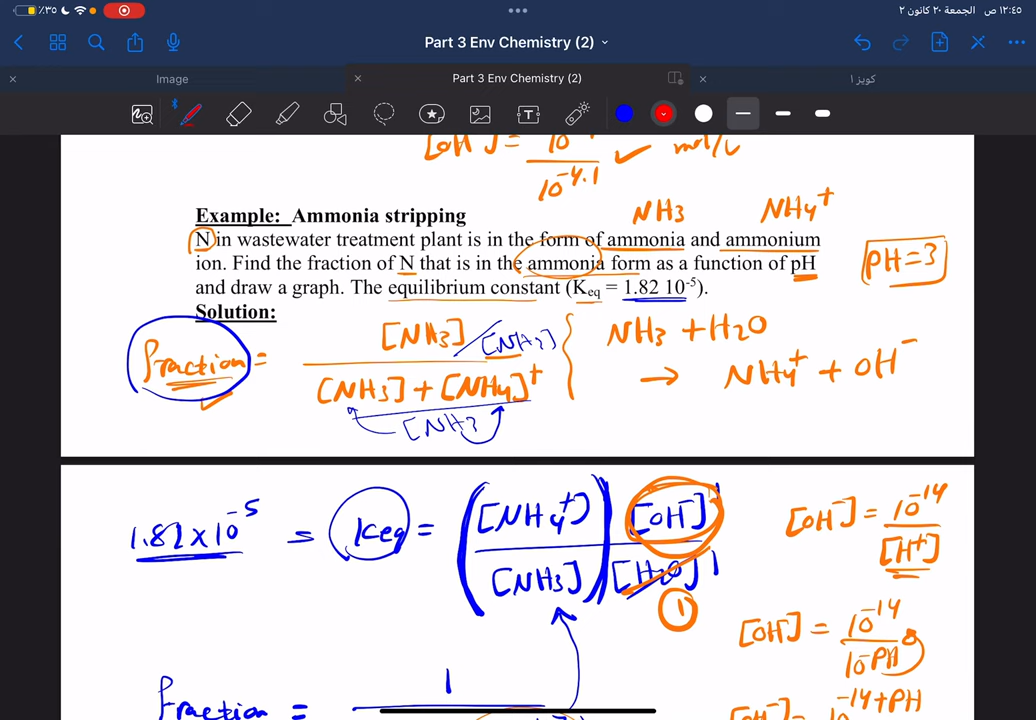 ١٢:٤٥ ص الجمعة ٢٠ كانون ٢
٪٣٥
Part 3 Env Chemistry (2)
Image
Part 3 Env Chemistry (2)
كويز ١
[OH⁻] =
10⁻⁴·¹
mol/L
Example: Ammonia stripping
NH3 NH4+
N in wastewater treatment plant is in the form of ammonia and ammonium
ion. Find the fraction of N that is in the ammonia form as a function of pH
and draw a graph. The equilibrium constant (Keq = 1.82 10-5).
PH=3
Solution:
fraction = [NH3] / [NH3]
[NH3] + [NH4]+
[NH3
NH3 + H2O
→ NH4+ + OH-
1.82×10-5 = Keq = ([NH4+) [OH-]
[NH3] [H2O]
1
[OH-] = 10-14
[H+]
[OH-] = 10-14
10-PH
[OH-] = 10-14+PH
fraction = 1